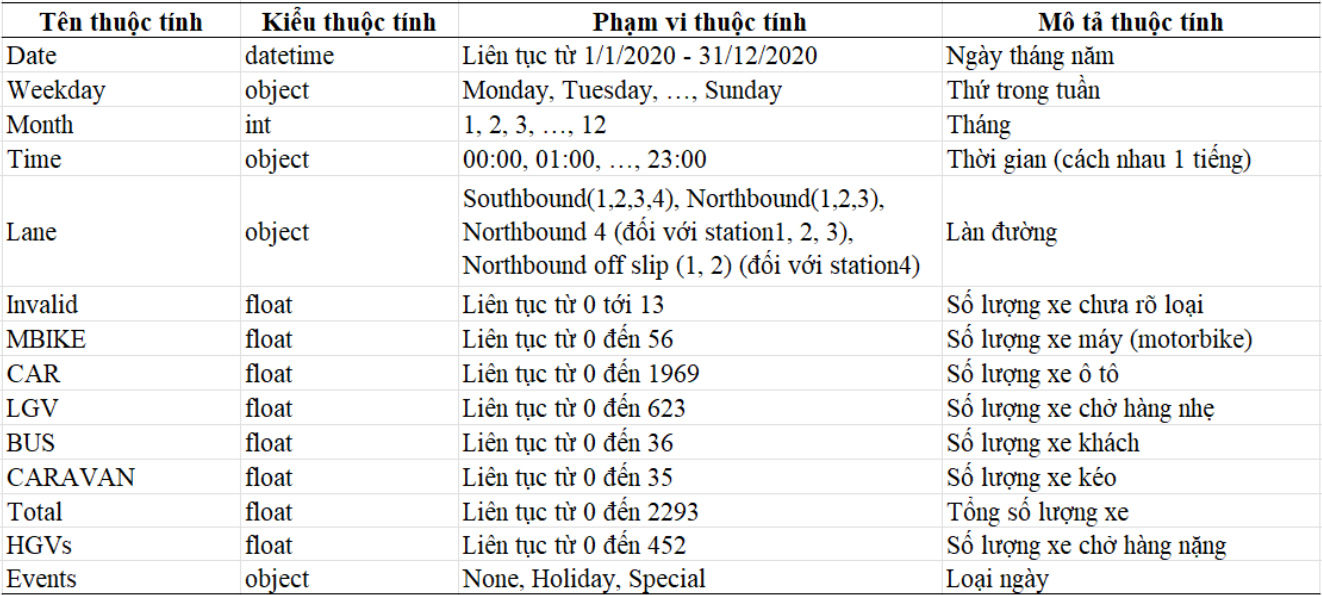 Tên thuộc tính Kiểu thuộc tính Phạm vi thuộc tính Mô tả thuộc tính
Date datetime Liên tục từ 1/1/2020 - 31/12/2020 Ngày tháng năm
Weekday object Monday, Tuesday, …, Sunday Thứ trong tuần
Month int 1, 2, 3, …, 12 Tháng
Time object 00:00, 01:00, …, 23:00 Thời gian (cách nhau 1 tiếng)
Lane object Southbound(1,2,3,4), Northbound(1,2,3),
Northbound 4 (đối với station1, 2, 3), Làn đường
Northbound off slip (1, 2) (đối với station4)
Invalid float Liên tục từ 0 tới 13 Số lượng xe chưa rõ loại
MBIKE float Liên tục từ 0 đến 56 Số lượng xe máy (motorbike)
CAR float Liên tục từ 0 đến 1969 Số lượng xe ô tô
LGV float Liên tục từ 0 đến 623 Số lượng xe chở hàng nhẹ
BUS float Liên tục từ 0 đến 36 Số lượng xe khách
CARAVAN float Liên tục từ 0 đến 35 Số lượng xe kéo
Total float Liên tục từ 0 đến 2293 Tổng số lượng xe
HGVs float Liên tục từ 0 đến 452 Số lượng xe chở hàng nặng
Events object None, Holiday, Special Loại ngày